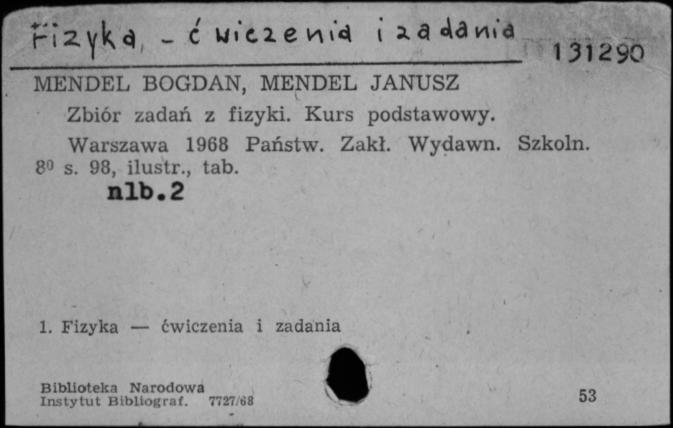 Fizyka, - ćwiczenia i zadania
131290
MENDEL BOGDAN, MENDEL JANUSZ
Zbiór zadań z fizyki. Kurs podstawowy.
Warszawa 1968 Państw. Zakł. Wydawn. Szkoln.
8⁰ s. 98, ilustr., tab.
nlb.2
1. Fizyka — ćwiczenia i zadania
Biblioteka Narodowa
Instytut Bibliograf. 7727/68
53